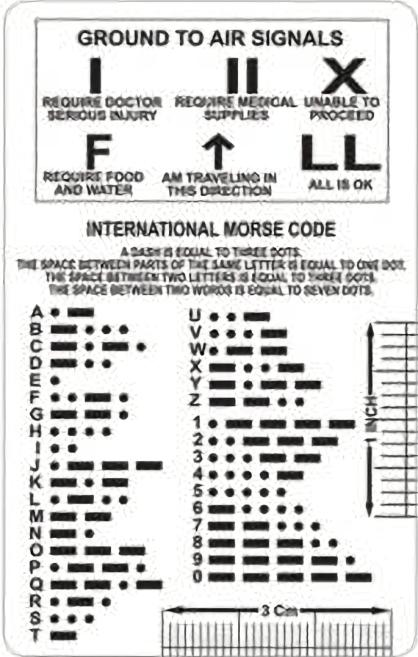 GROUND TO AIR SIGNALS
I II X
REQUIRE DOCTOR REQUIRE MEDICAL UNABLE TO
SERIOUS INJURY SUPPLIES PROCEED
F ↑ LL
REQUIRE FOOD AM TRAVELING IN ALL IS OK
AND WATER THIS DIRECTION
INTERNATIONAL MORSE CODE
A DASH IS EQUAL TO THREE DOTS.
THE SPACE BETWEEN PARTS OF THE SAME LETTER IS EQUAL TO ONE DOT.
THE SPACE BETWEEN TWO LETTERS IS EQUAL TO THREE DOTS.
THE SPACE BETWEEN TWO WORDS IS EQUAL TO SEVEN DOTS.
A
B
C
D
E
F
G
H
I
J
K
L
M
N
O
P
Q
R
S
T
U
V
W
X
Y
Z
1
2
3
4
5
6
7
8
9
0
1 INCH
3 Cm